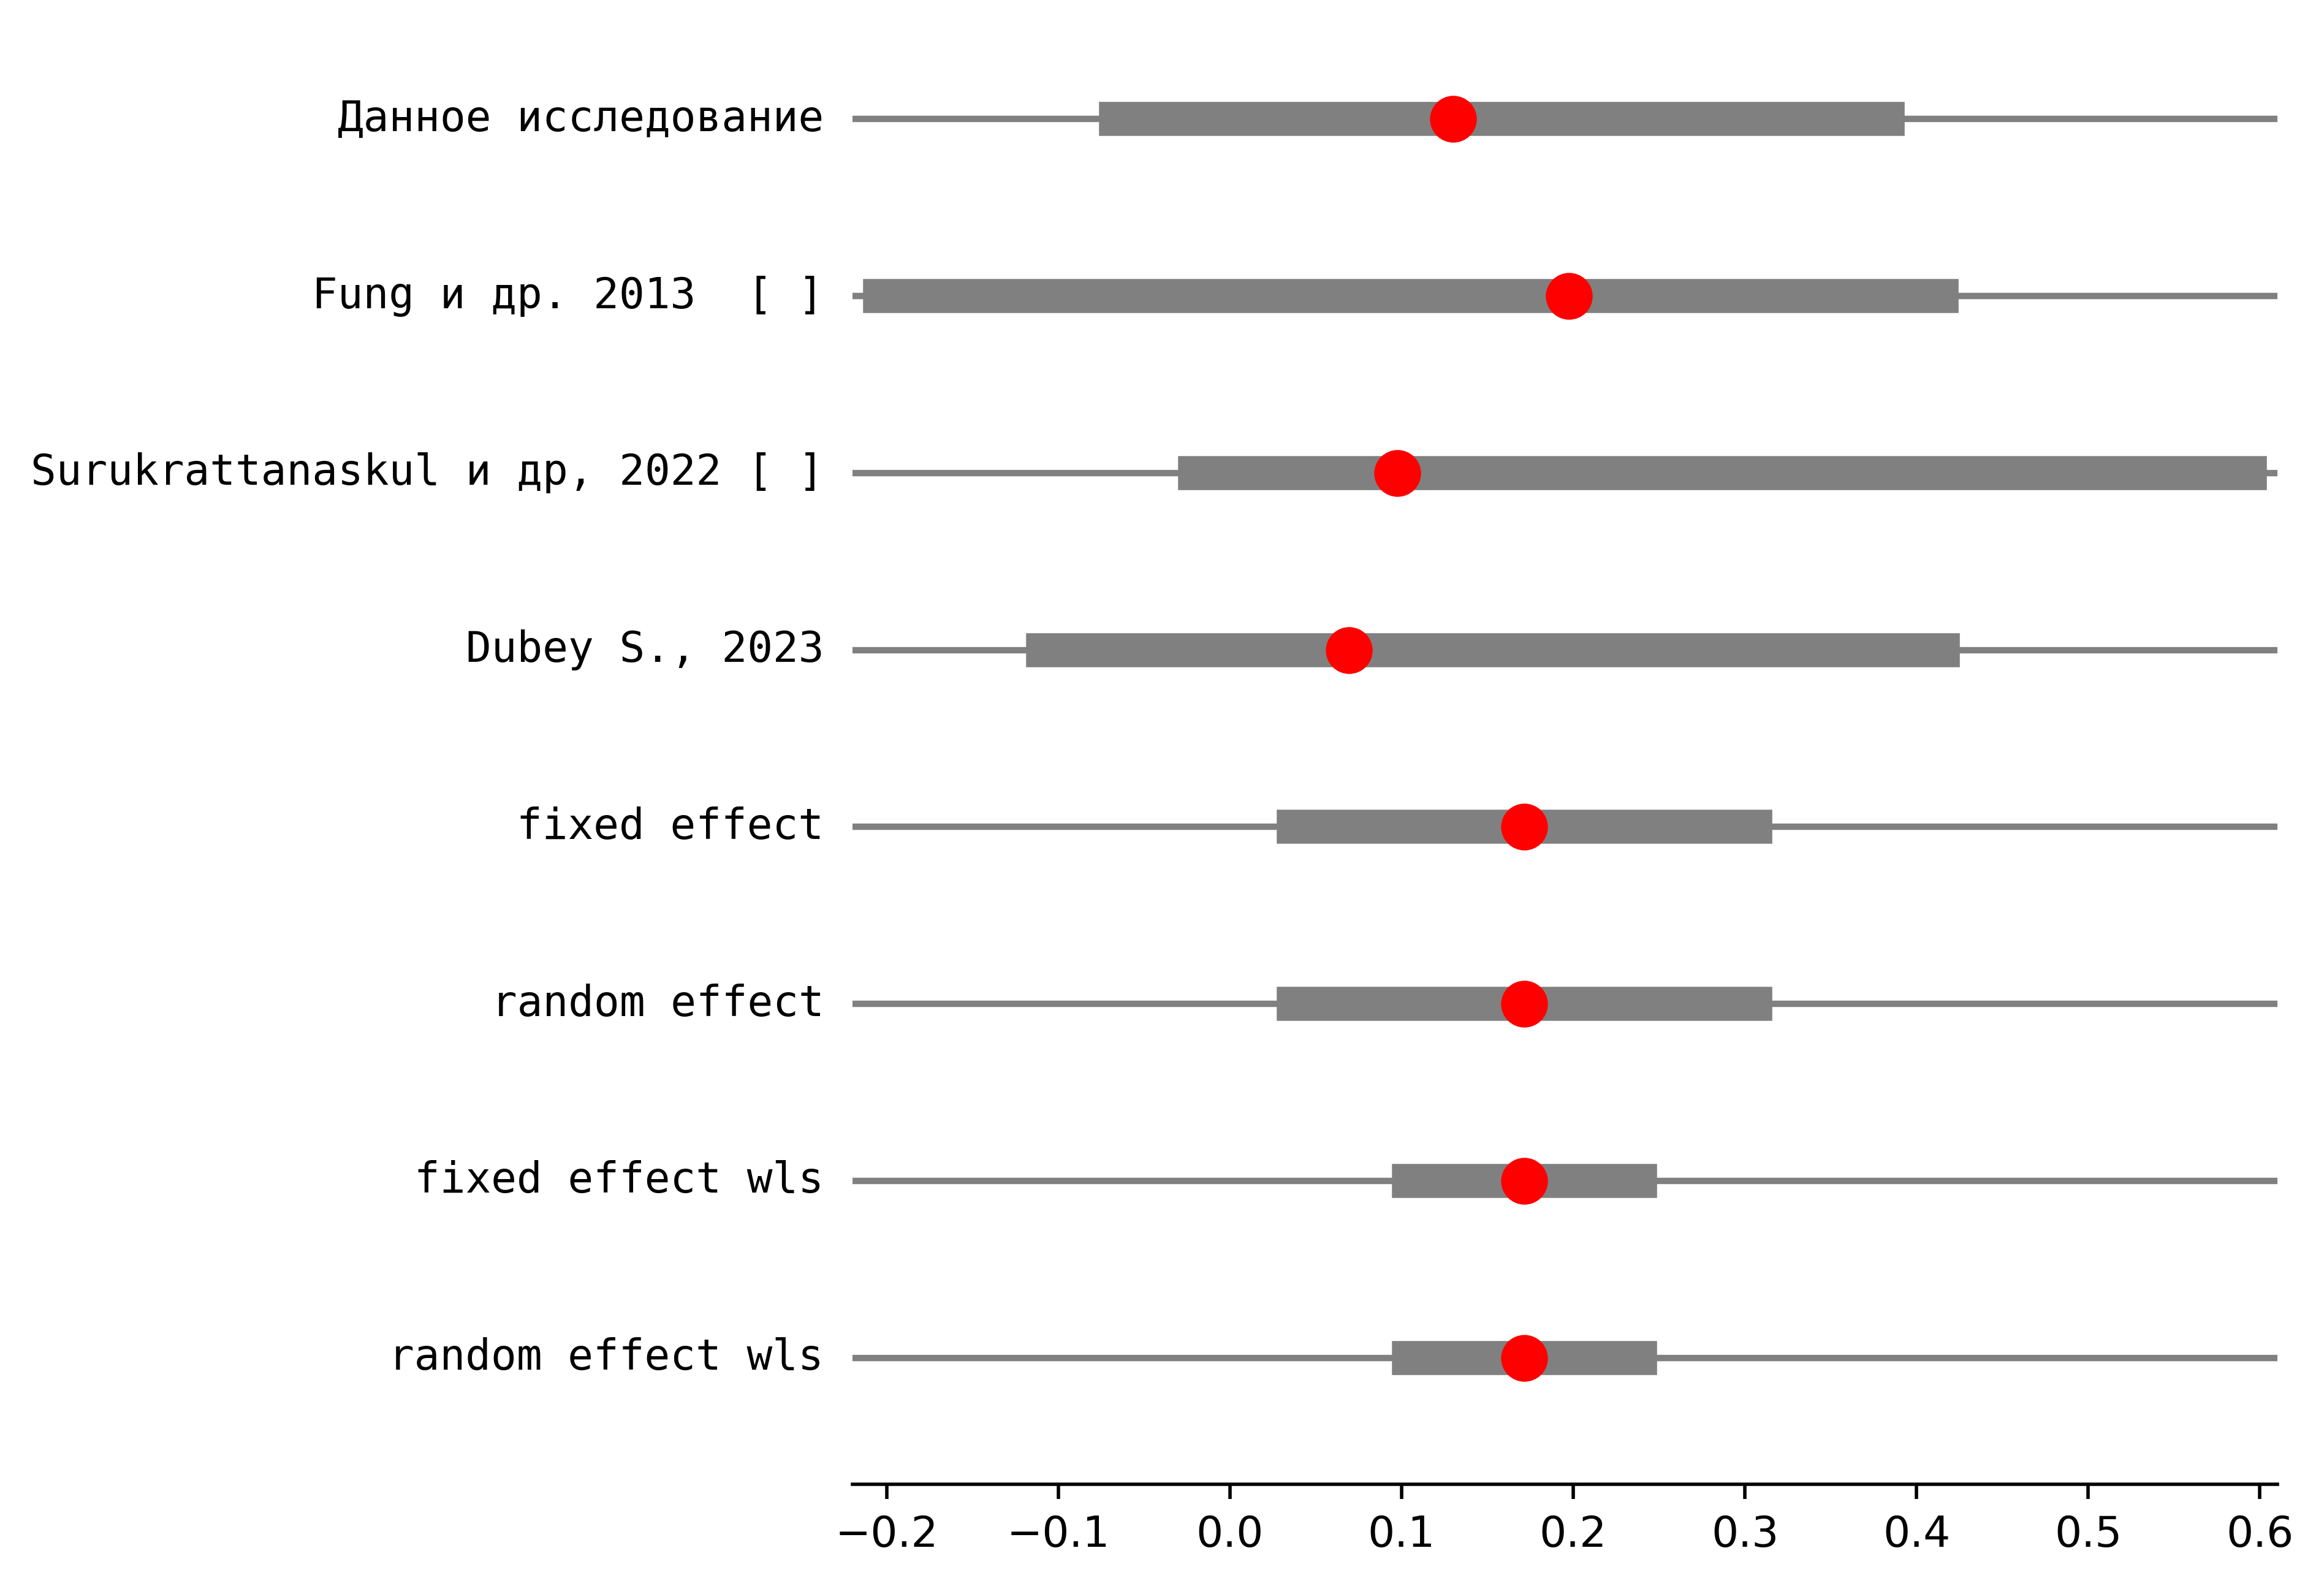 Данное исследование
Fung и др. 2013  [ ]
Surukrattanaskul и др, 2022 [ ]
Dubey S., 2023
fixed effect
random effect
fixed effect wls
random effect wls
−0.2 −0.1 0.0 0.1 0.2 0.3 0.4 0.5 0.6